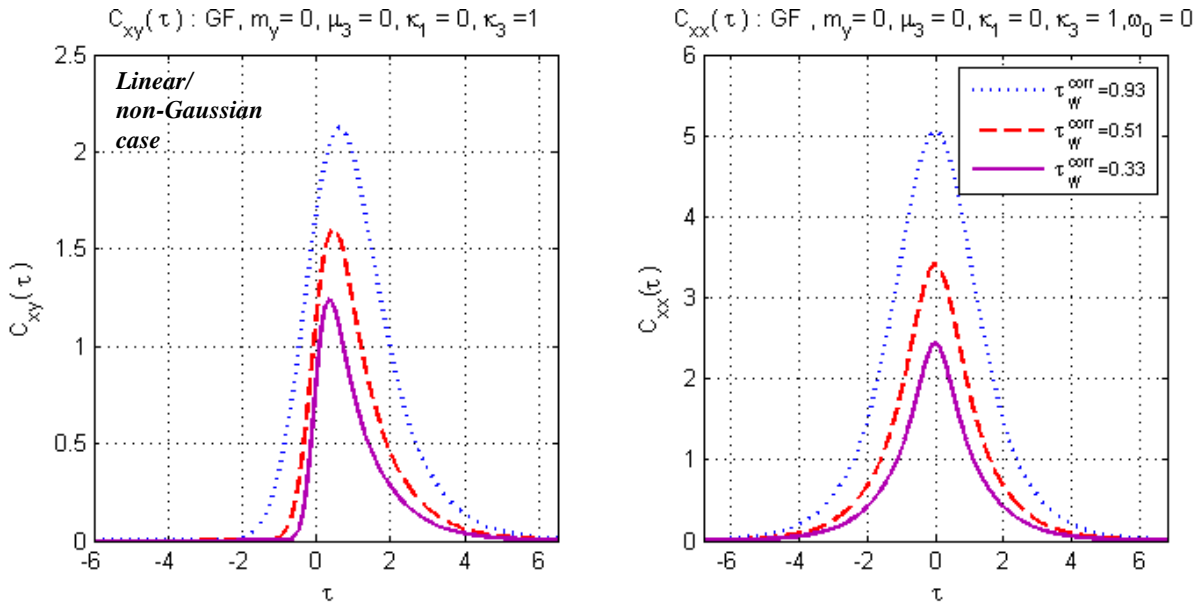 C_xy(τ) : GF , m_y= 0, μ_3= 0, κ_1= 0, κ_3=1
Linear/
non-Gaussian
case
2.5
2
1.5
1
0.5
0
C_xy(τ)
-6 -4 -2 0 2 4 6
τ
C_xx(τ) : GF , m_y= 0, μ_3= 0, κ_1= 0, κ_3= 1,ω_0= 0
τ_W^corr=0.93
τ_W^corr=0.51
τ_W^corr=0.33
6
5
4
3
2
1
0
C_xx(τ)
-6 -4 -2 0 2 4 6
τ